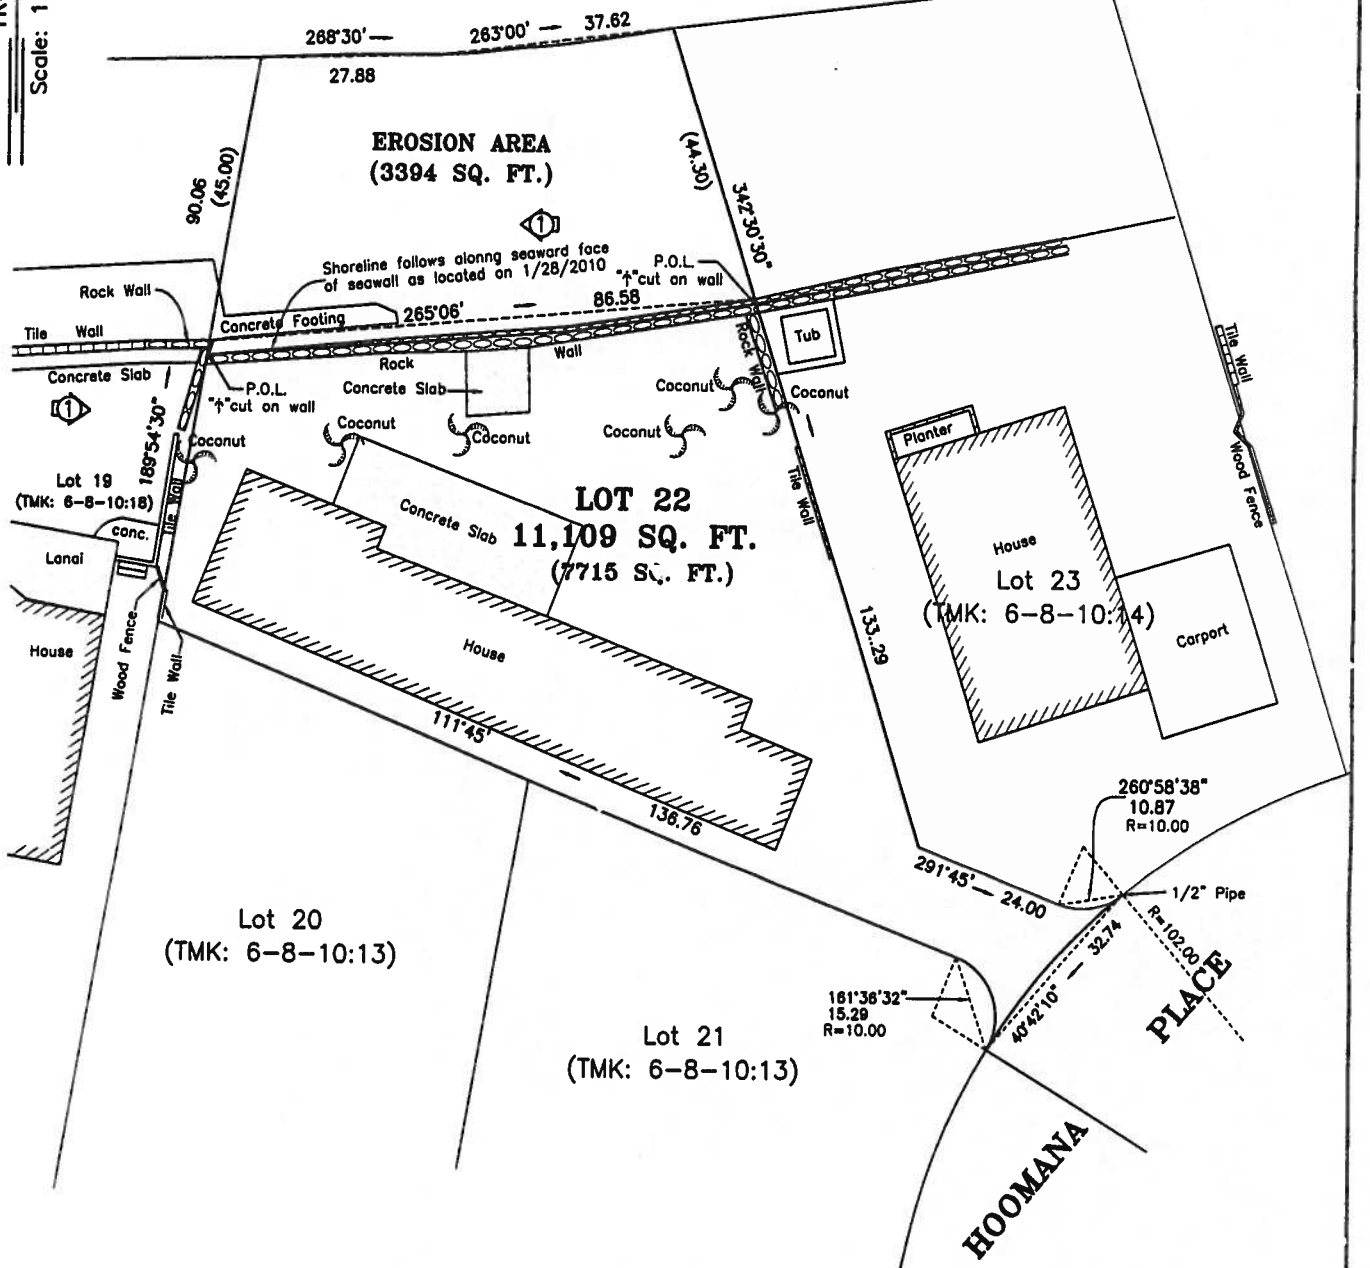 Scale: 1
268°30'
263°00'
37.62
27.88
EROSION AREA
(3394 SQ. FT.)
90.06
(45.00)
(44.30)
342°30'30"
1
Shoreline follows alonng seaward face
of seawall as located on 1/28/2010
P.O.L.
"↑"cut on wall
Rock Wall
Tile Wall
Concrete Footing
265°06'
86.58
Concrete Slab
P.O.L.
"↑"cut on wall
Rock
Wall
Concrete Slab
Rock Wall
Tub
Coconut
Coconut
Tile Wall
1
189°54'30"
Coconut
Coconut
Coconut
Coconut
Planter
Wood Fence
Lot 19
(TMK: 6-8-10:18)
Tile Wall
conc.
Lanai
Concrete Slab
LOT 22
11,109 SQ. FT.
(7715 SQ. FT.)
Tile Wall
House
Lot 23
(TMK: 6-8-10:14)
Carport
133.29
House
Wood Fence
Tile Wall
House
111°45'
136.76
260°58'38"
10.87
R=10.00
291°45'
24.00
1/2" Pipe
R=102.00
32.74
40°42'10"
161°36'32"
15.29
R=10.00
Lot 20
(TMK: 6-8-10:13)
Lot 21
(TMK: 6-8-10:13)
HOOMANA
PLACE